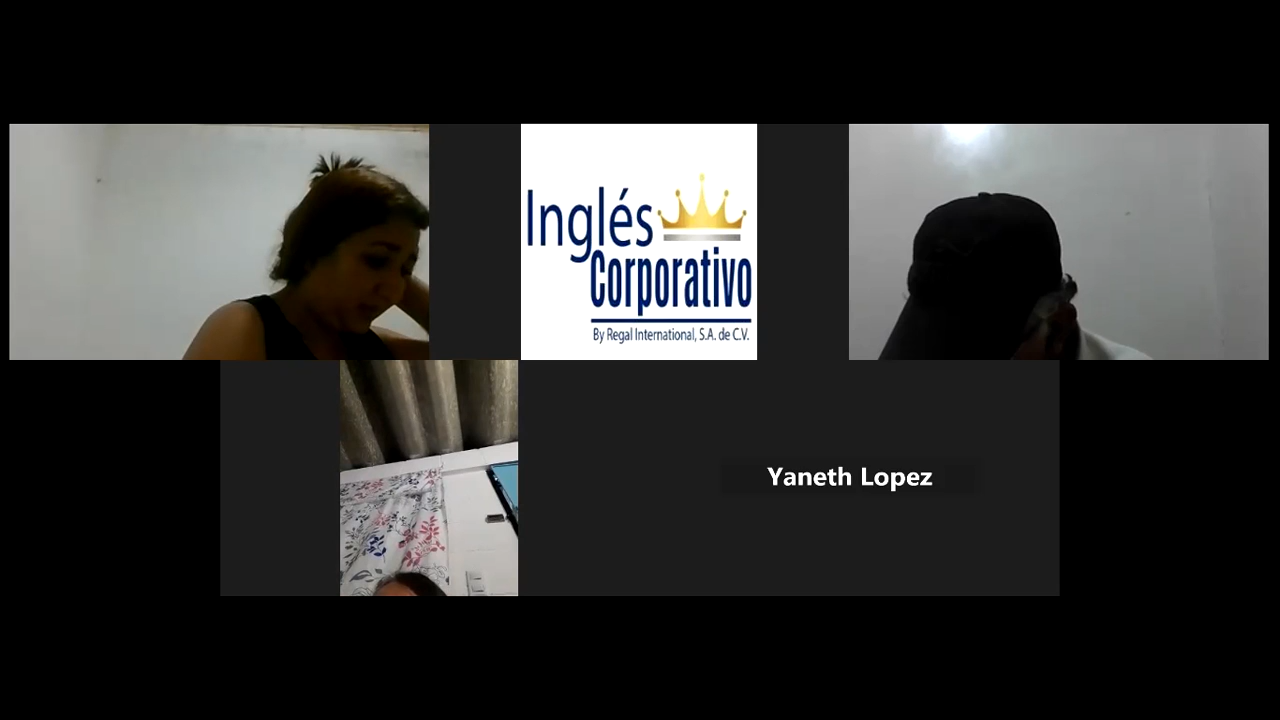 Inglés
Corporativo
By Regal International, S.A. de C.V.
Yaneth Lopez